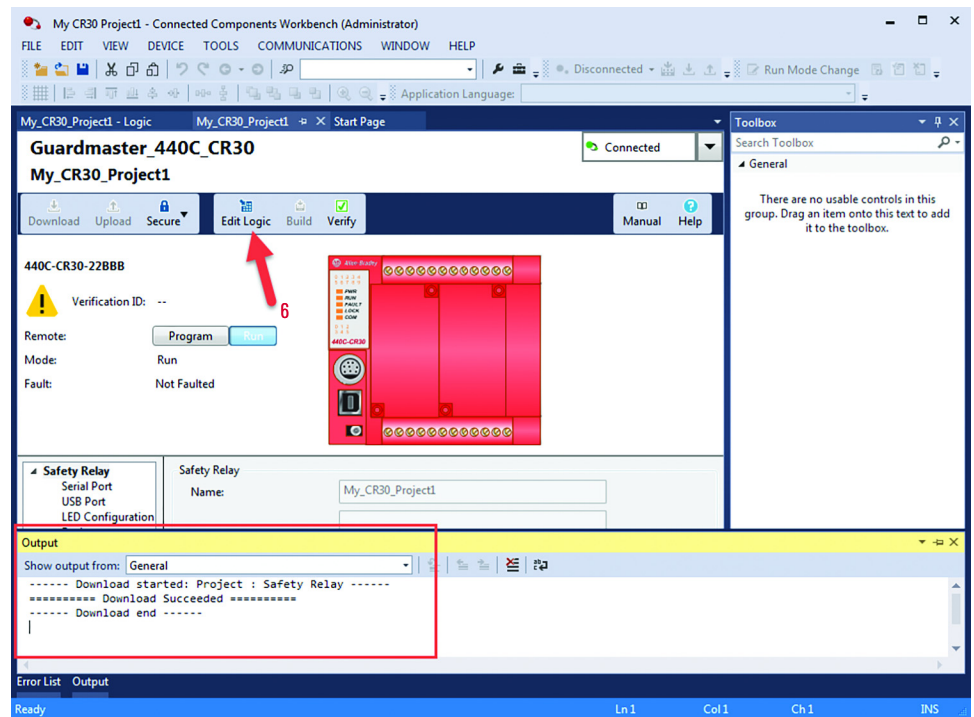 My CR30 Project1 - Connected Components Workbench (Administrator)
FILE EDIT VIEW DEVICE TOOLS COMMUNICATIONS WINDOW HELP
Disconnected
Run Mode Change
Application Language:
My_CR30_Project1 - Logic
My_CR30_Project1
Start Page
Toolbox
Search Toolbox
General
There are no usable controls in this
group. Drag an item onto this text to add
it to the toolbox.
Guardmaster_440C_CR30
Connected
My_CR30_Project1
Download
Upload
Secure
Edit Logic
Build
Verify
Manual
Help
440C-CR30-22BBB
Allen Bradley
PWR
RUN
FAULT
LOCK
COM
440C-CR30
6
Verification ID: --
Remote: Program Run
Mode: Run
Fault: Not Faulted
Safety Relay
Serial Port
USB Port
LED Configuration
Safety Relay
Name: My_CR30_Project1
Output
Show output from: General
------ Download started: Project : Safety Relay ------
========== Download Succeeded ==========
------ Download end ------
Error List Output
Ready
Ln 1 Col 1 Ch 1 INS